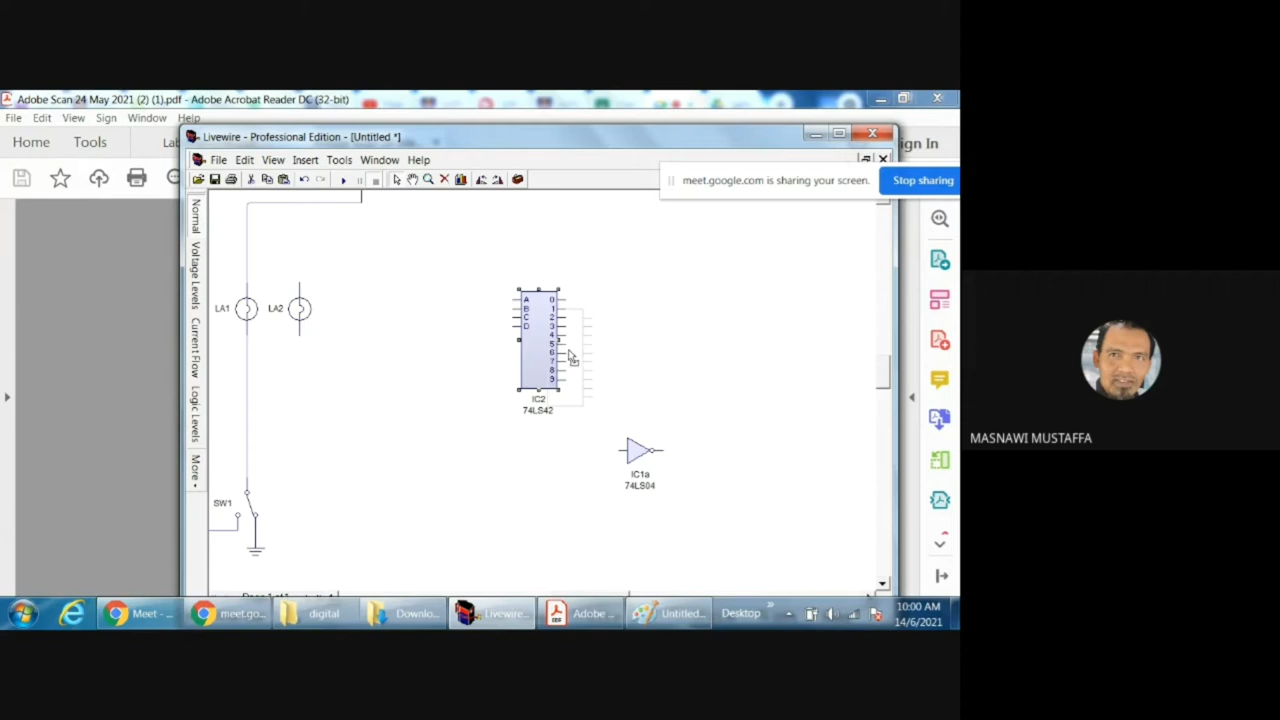 Adobe Scan 24 May 2021 (2) (1).pdf - Adobe Acrobat Reader DC (32-bit)
File Edit View Sign Window Help
Home Tools
Sign In
Livewire - Professional Edition - [Untitled *]
File Edit View Insert Tools Window Help
meet.google.com is sharing your screen.
Stop sharing
Normal
Voltage Levels
Current Flow
Logic Levels
More
LA1
LA2
A 0
B 1
C 2
D 3
4
5
6
7
8
9
IC2
74LS42
IC1a
74LS04
SW1
MASNAWI MUSTAFFA
Meet - ...
meet.go...
digital
Downlo...
Livewire...
Adobe ...
Untitled...
Desktop
10:00 AM
14/6/2021